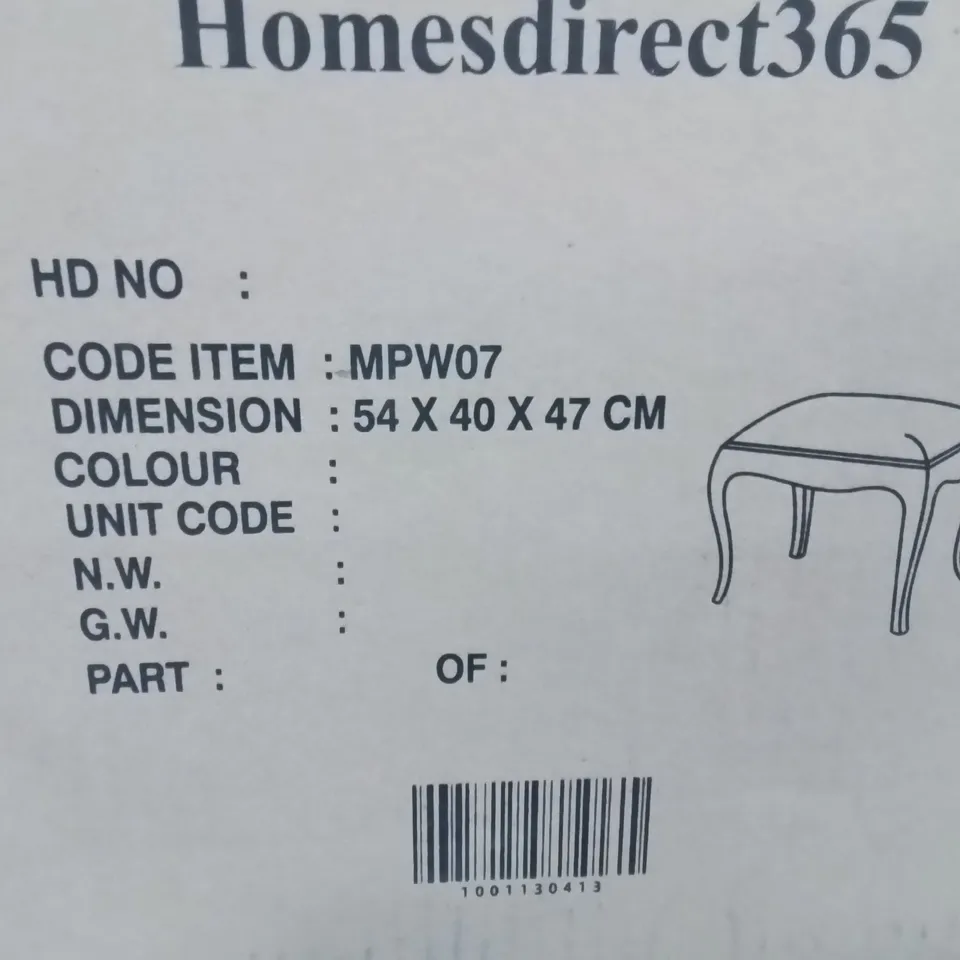 Homesdirect365
HD NO :
CODE ITEM : MPW07
DIMENSION : 54 X 40 X 47 CM
COLOUR :
UNIT CODE :
N.W. :
G.W. :
PART : OF :
1001130413